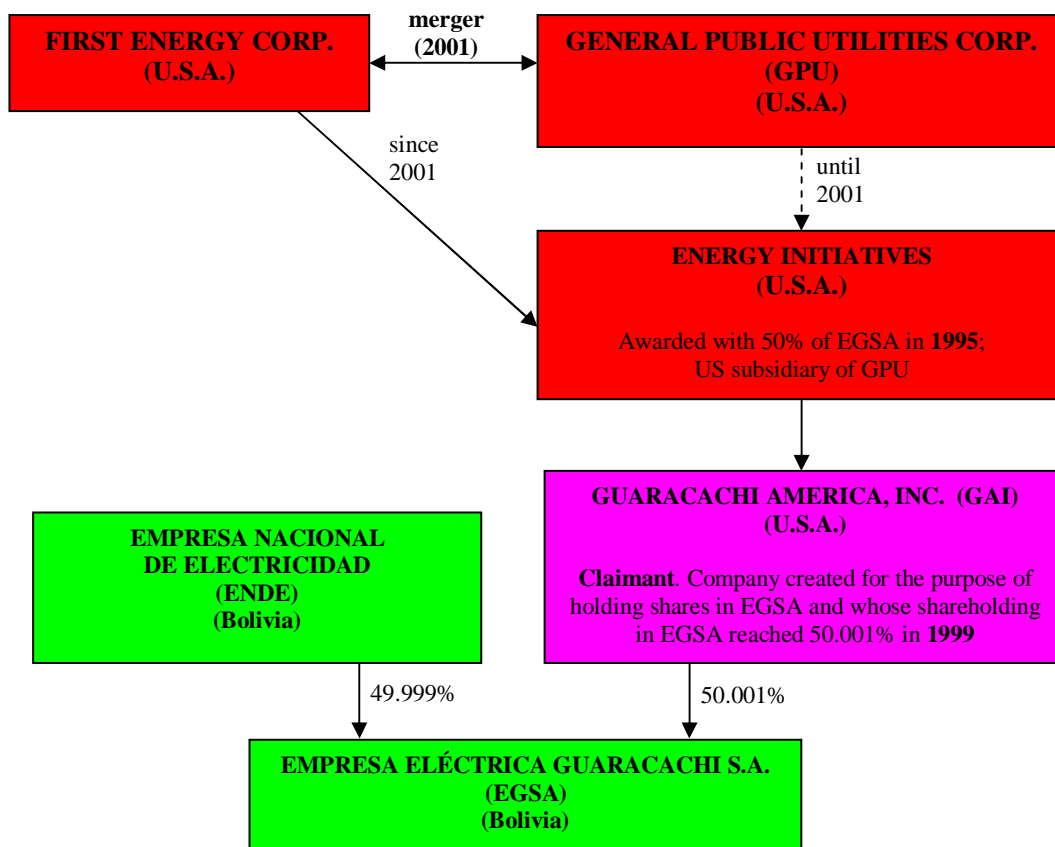 FIRST ENERGY CORP.
(U.S.A.)
merger
(2001)
GENERAL PUBLIC UTILITIES CORP.
(GPU)
(U.S.A.)
since
2001
until
2001
ENERGY INITIATIVES
(U.S.A.)
Awarded with 50% of EGSA in 1995;
US subsidiary of GPU
EMPRESA NACIONAL
DE ELECTRICIDAD
(ENDE)
(Bolivia)
GUARACACHI AMERICA, INC. (GAI)
(U.S.A.)
Claimant. Company created for the purpose of
holding shares in EGSA and whose shareholding
in EGSA reached 50.001% in 1999
49.999%
50.001%
EMPRESA ELÉCTRICA GUARACACHI S.A.
(EGSA)
(Bolivia)